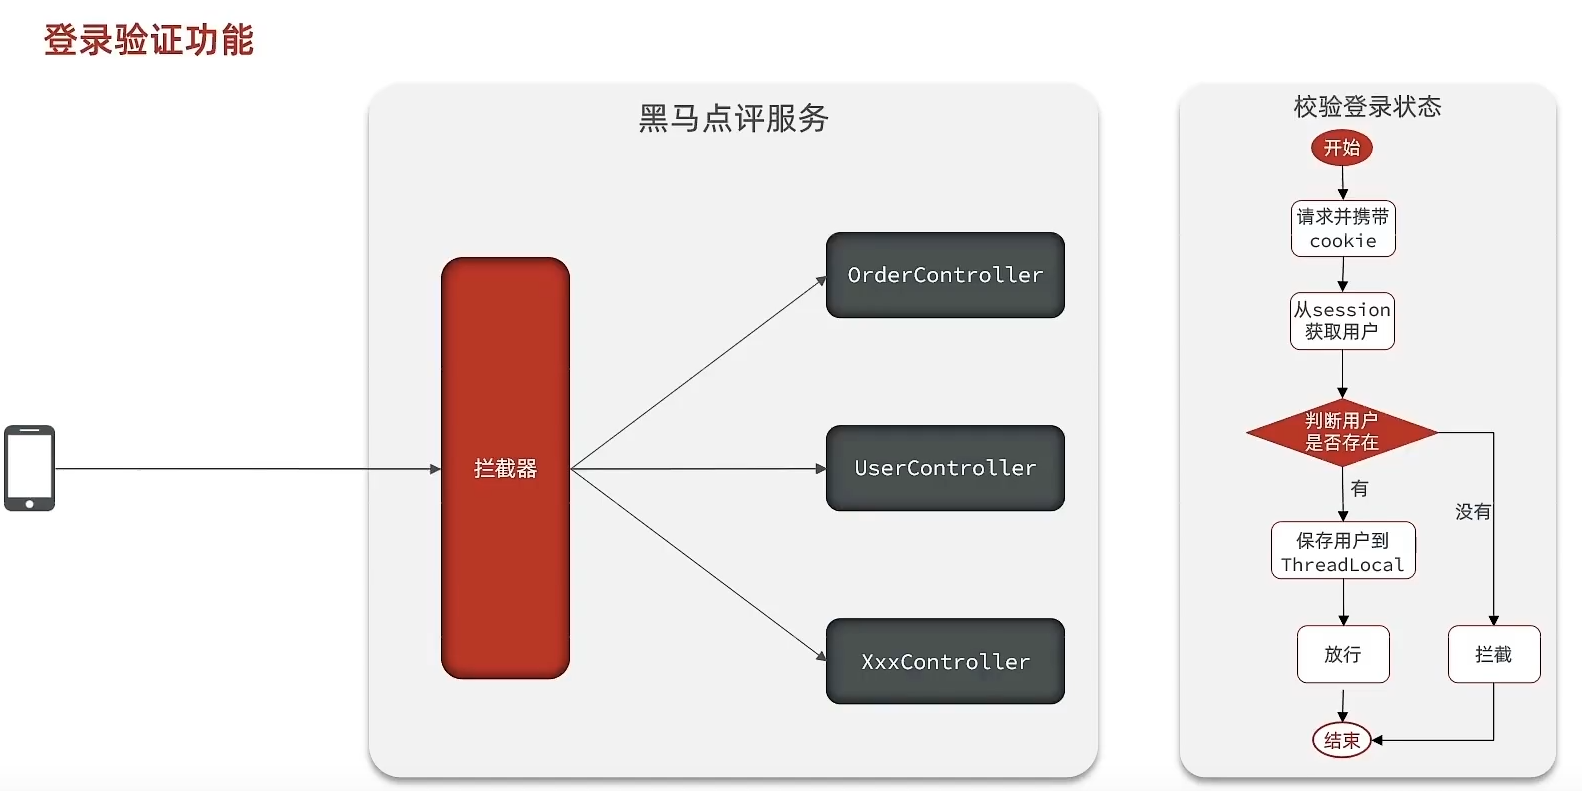 登录验证功能
黑马点评服务
拦截器
OrderController
UserController
XxxController
校验登录状态
开始
请求并携带
cookie
从session
获取用户
判断用户
是否存在
有
没有
保存用户到
ThreadLocal
放行
拦截
结束